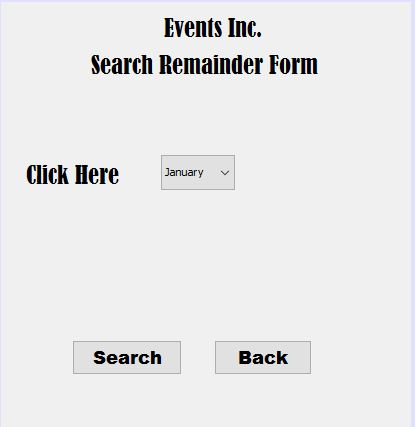 Events Inc.
Search Remainder Form
Click Here January
Search Back